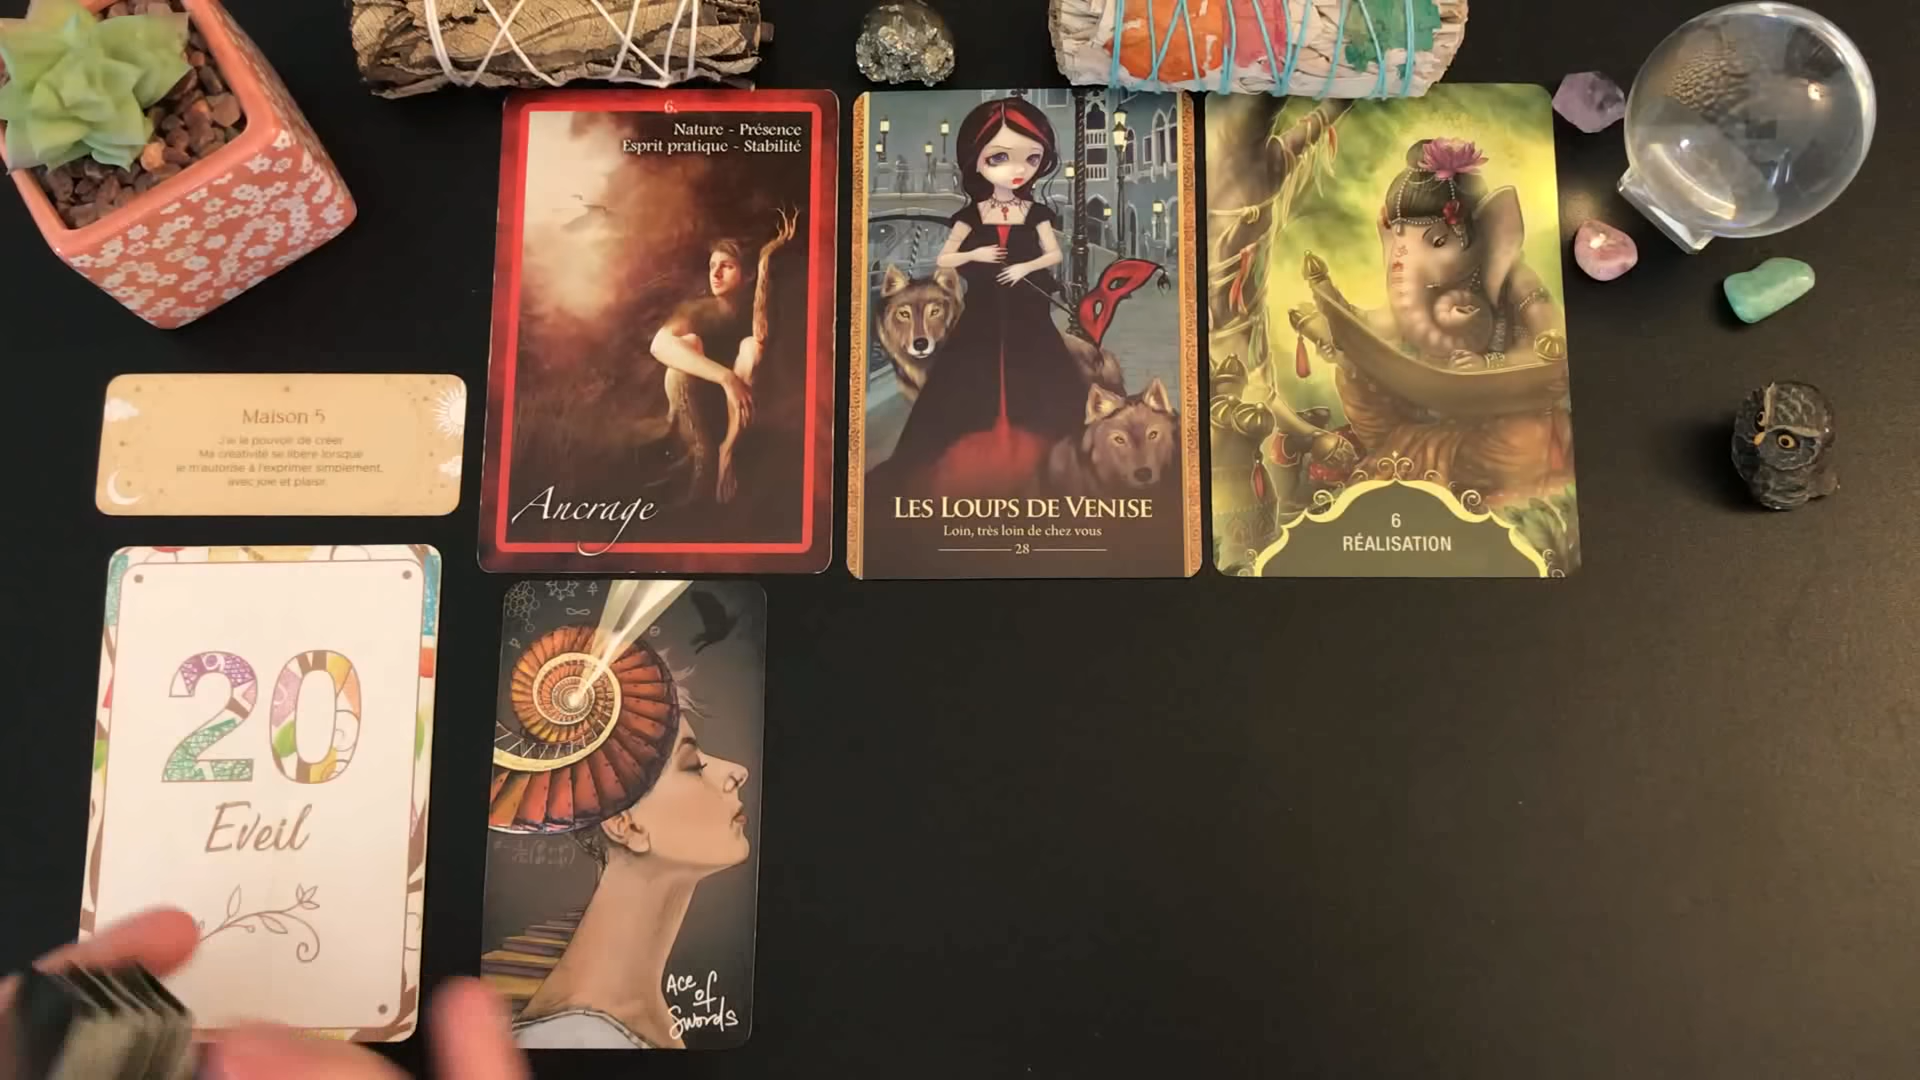 6.
Nature - Présence
Esprit pratique - Stabilité
Ancrage
LES LOUPS DE VENISE
Loin, très loin de chez vous
28
6
RÉALISATION
Maison 5
J'ai le pouvoir de créer
Ma créativité se libère lorsque
je m'autorise à l'exprimer simplement,
avec joie et plaisir.
20
Eveil
Ace
of
Swords